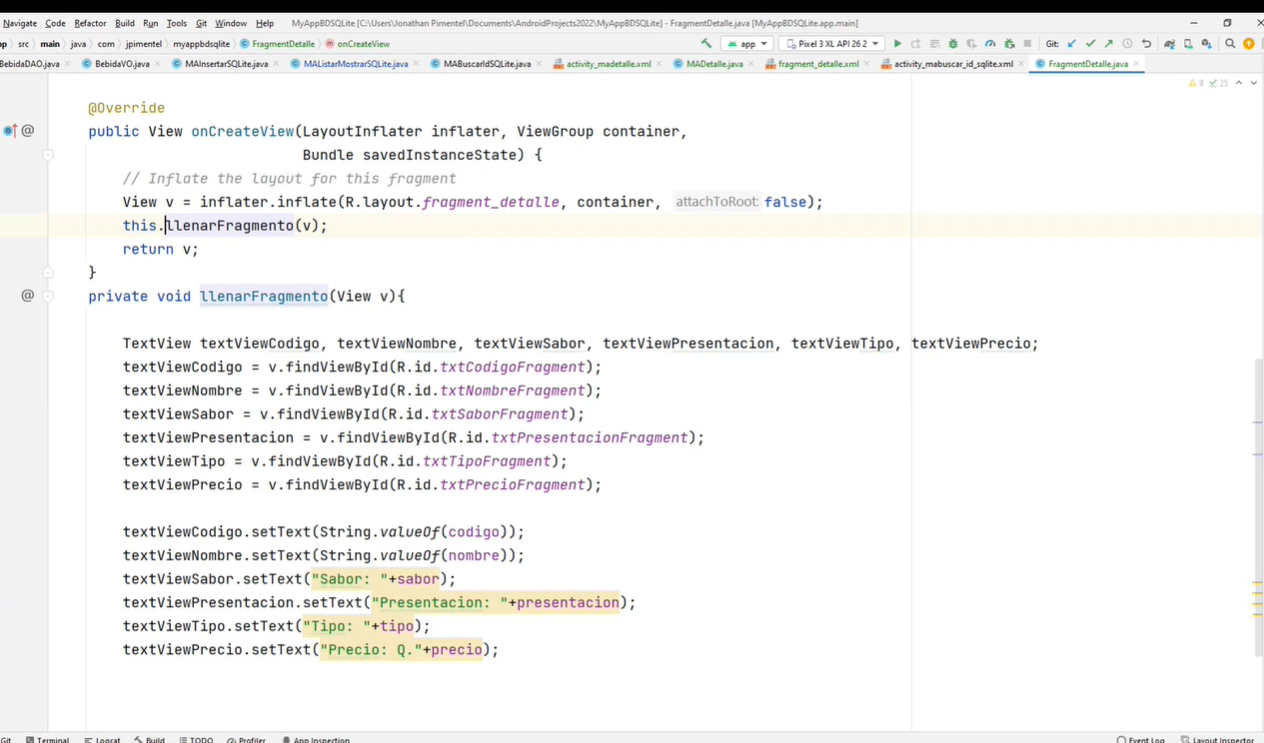 Navigate Code Refactor Build Run Tools Git Window Help MyAppBDSQLite [C:\Users\Jonathan Pimentel\Documents\AndroidProjects2022\MyAppBDSQLite] - FragmentDetalle.java [MyAppBDSQLite.app.main]
pp src main java com jpimentel myappbdsqlite FragmentDetalle onCreateView app Pixel 3 XL API 26 2 Git:
BebidaDAO.java BebidaVO.java MAInsertarSQLite.java MAListarMostrarSQLite.java MABuscarIdSQLite.java activity_madetalle.xml MADetalle.java fragment_detalle.xml activity_mabuscar_id_sqlite.xml FragmentDetalle.java
8 25
@Override
@ public View onCreateView(LayoutInflater inflater, ViewGroup container,
Bundle savedInstanceState) {
// Inflate the layout for this fragment
View v = inflater.inflate(R.layout.fragment_detalle, container, attachToRoot: false);
this.llenarFragmento(v);
return v;
}
@ private void llenarFragmento(View v){
TextView textViewCodigo, textViewNombre, textViewSabor, textViewPresentacion, textViewTipo, textViewPrecio;
textViewCodigo = v.findViewById(R.id.txtCodigoFragment);
textViewNombre = v.findViewById(R.id.txtNombreFragment);
textViewSabor = v.findViewById(R.id.txtSaborFragment);
textViewPresentacion = v.findViewById(R.id.txtPresentacionFragment);
textViewTipo = v.findViewById(R.id.txtTipoFragment);
textViewPrecio = v.findViewById(R.id.txtPrecioFragment);
textViewCodigo.setText(String.valueOf(codigo));
textViewNombre.setText(String.valueOf(nombre));
textViewSabor.setText("Sabor: "+sabor);
textViewPresentacion.setText("Presentacion: "+presentacion);
textViewTipo.setText("Tipo: "+tipo);
textViewPrecio.setText("Precio: Q."+precio);
Git Terminal Logcat Build TODO Profiler App Inspection Event Log Layout Inspector